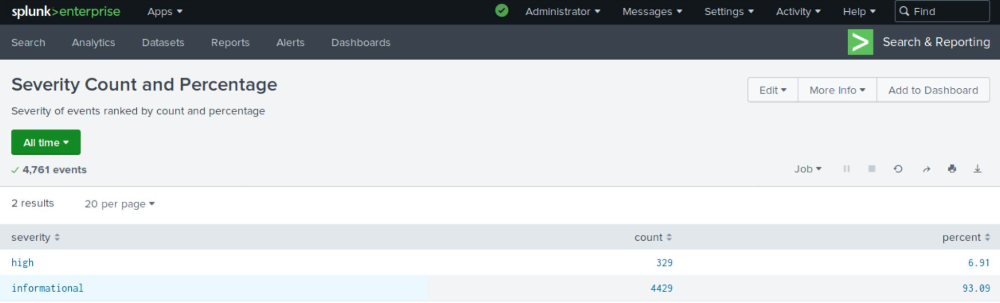 splunk>enterprise Apps Administrator Messages Settings Activity Help Find
Search Analytics Datasets Reports Alerts Dashboards Search & Reporting
Severity Count and Percentage
Edit More Info Add to Dashboard
Severity of events ranked by count and percentage
All time
4,761 events Job
2 results 20 per page
severity count percent
high 329 6.91
informational 4429 93.09